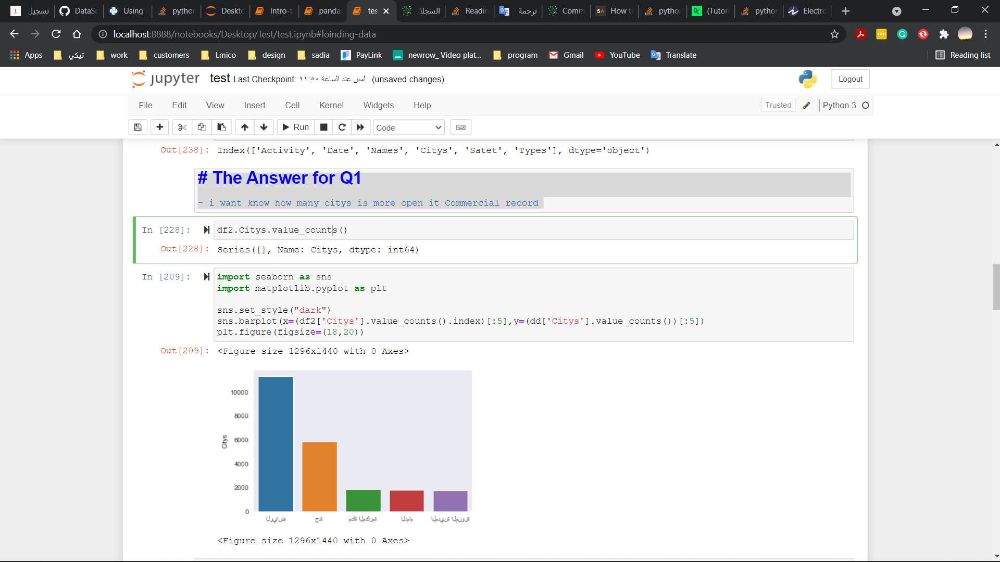 تسجيل DataSc Using pythor Deskto Intro-t panda tes السجلا Readin ترجمة Comm How to pythor (Tutori pythor Electro
localhost:8888/notebooks/Desktop/Test/test.ipynb#loinding-data
Apps تيكي work customers Lmico design sadia PayLink newrow_ Video plat... program Gmail YouTube Translate Reading list
jupyter test Last Checkpoint: أمس عند الساعة ١١:٥٠ (unsaved changes) Logout
File Edit View Insert Cell Kernel Widgets Help Trusted Python 3
Run Code
Out[238]: Index(['Activity', 'Date', 'Names', 'Citys', 'Satet', 'Types'], dtype='object')
# The Answer for Q1
- i want know how many citys is more open it Commercial record
In [228]: df2.Citys.value_counts()
Out[228]: Series([], Name: Citys, dtype: int64)
In [209]: import seaborn as sns
import matplotlib.pyplot as plt
sns.set_style("dark")
sns.barplot(x=(df2['Citys'].value_counts().index)[:5],y=(dd['Citys'].value_counts())[:5])
plt.figure(figsize=(18,20))
Out[209]: <Figure size 1296x1440 with 0 Axes>
10000
8000
6000
4000
2000
0
Citys
الرياض جدة مكة المكرمة الدمام المدينة المنورة
<Figure size 1296x1440 with 0 Axes>